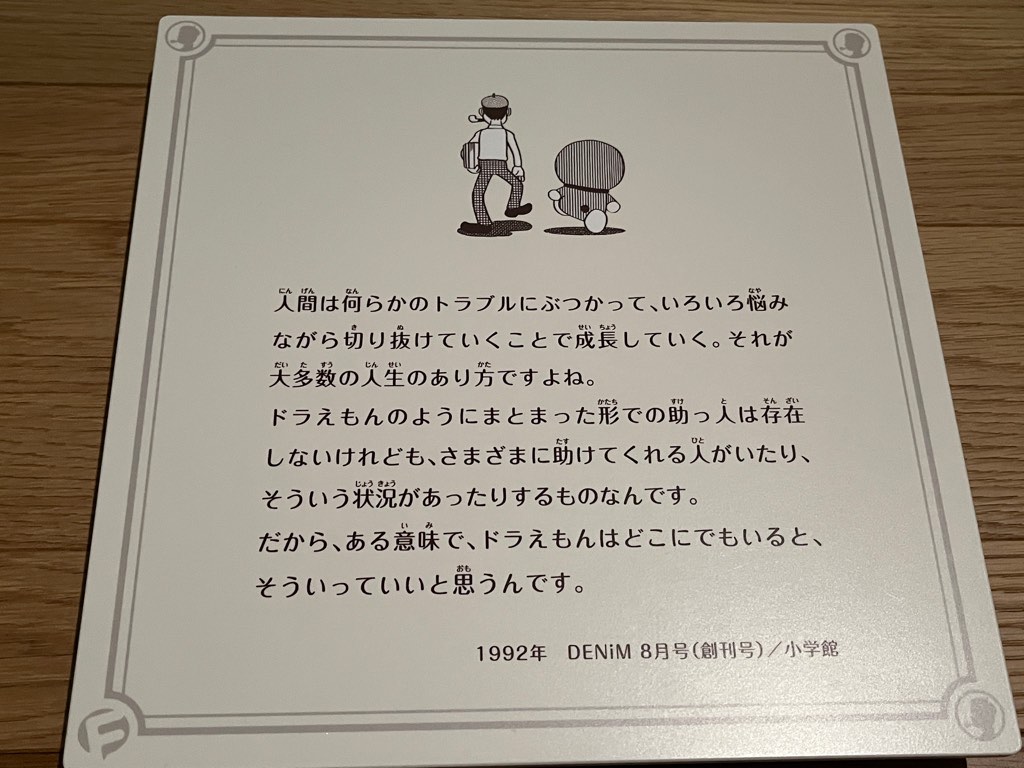 人間は何らかのトラブルにぶつかって、いろいろ悩み
ながら切り抜けていくことで成長していく。それが
大多数の人生のあり方ですよね。
ドラえもんのようにまとまった形での助っ人は存在
しないけれども、さまざまに助けてくれる人がいたり、
そういう状況があったりするものなんです。
だから、ある意味で、ドラえもんはどこにでもいると、
そういっていいと思うんです。
1992年 DENiM 8月号(創刊号)/小学館